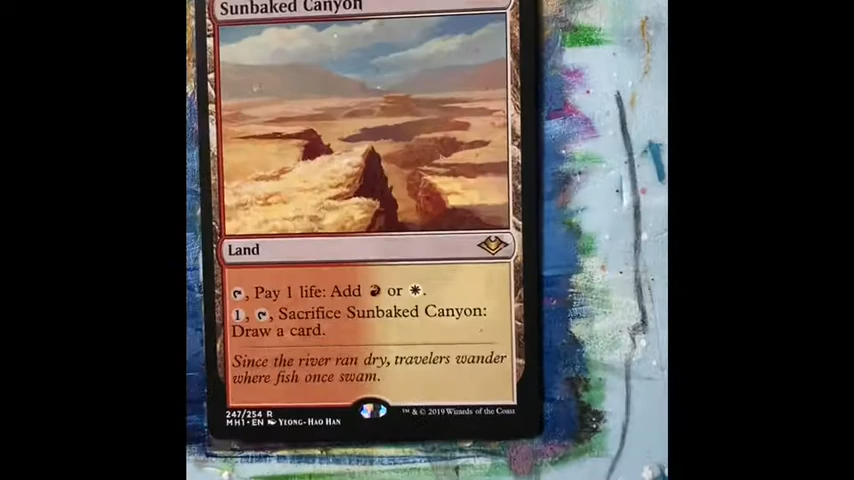 Sunbaked Canyon
Land
, Pay 1 life: Add or .
1, , Sacrifice Sunbaked Canyon:
Draw a card.
Since the river ran dry, travelers wander
where fish once swam.
247/254 R
MH1 • EN Yeong-Hao Han
™ & © 2019 Wizards of the Coast